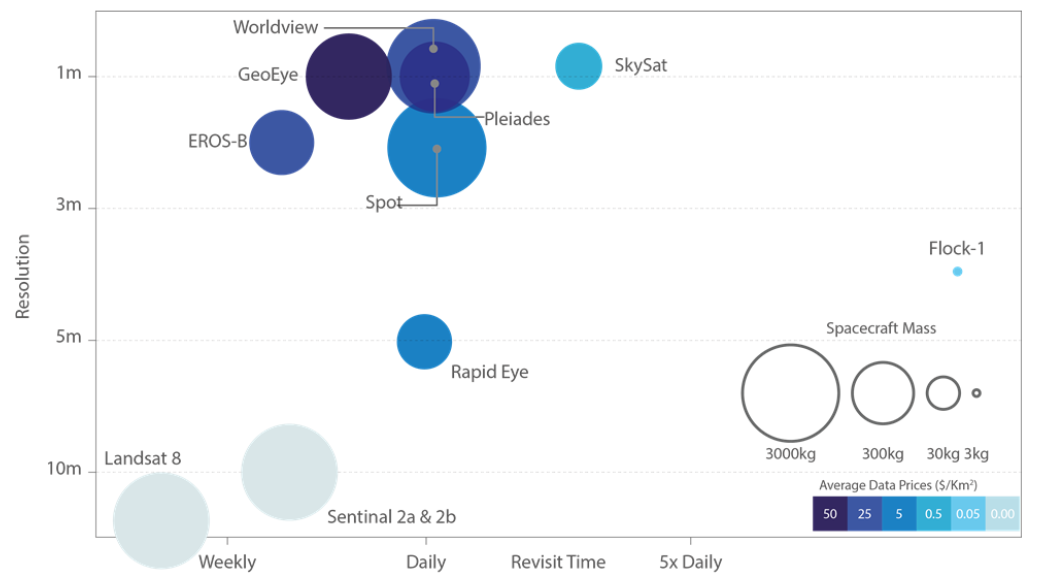 Worldview
GeoEye
SkySat
1m
Pleiades
EROS-B
Spot
3m
Flock-1
Resolution
Spacecraft Mass
5m
Rapid Eye
3000kg
300kg
30kg
3kg
Landsat 8
10m
Average Data Prices ($/Km²)
50
25
5
0.5
0.05
0.00
Sentinal 2a & 2b
Weekly
Daily
Revisit Time
5x Daily